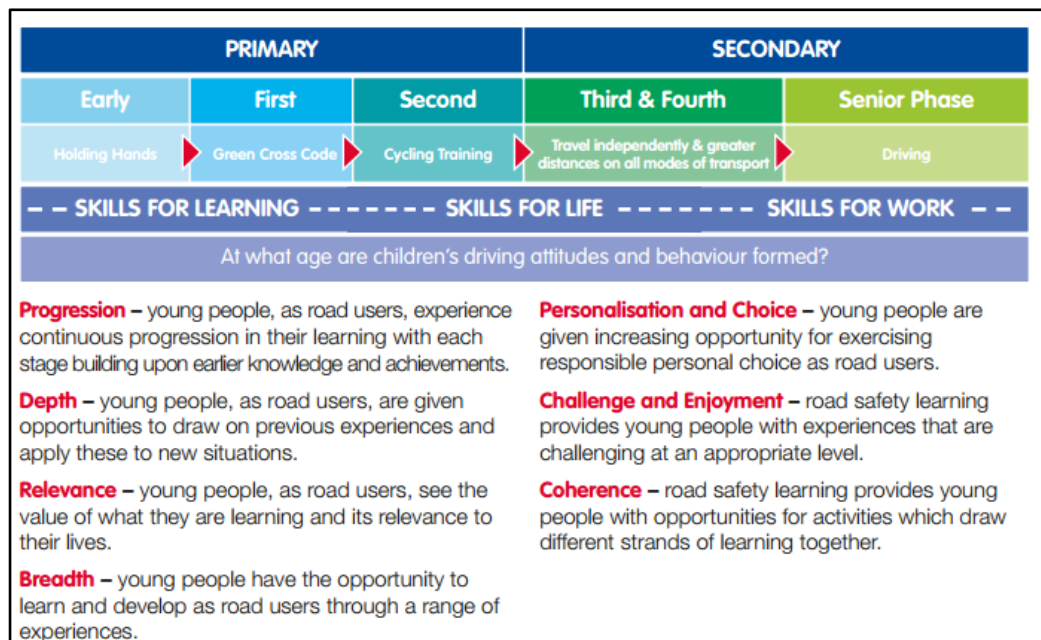 PRIMARY
SECONDARY
Early
First
Second
Third & Fourth
Senior Phase
Holding Hands
Green Cross Code
Cycling Training
Travel independently & greater
distances on all modes of transport
Driving
– – SKILLS FOR LEARNING – – – – – – – SKILLS FOR LIFE – – – – – – – SKILLS FOR WORK – –
At what age are children's driving attitudes and behaviour formed?
Progression – young people, as road users, experience
continuous progression in their learning with each
stage building upon earlier knowledge and achievements.
Depth – young people, as road users, are given
opportunities to draw on previous experiences and
apply these to new situations.
Relevance – young people, as road users, see the
value of what they are learning and its relevance to
their lives.
Breadth – young people have the opportunity to
learn and develop as road users through a range of
experiences.
Personalisation and Choice – young people are
given increasing opportunity for exercising
responsible personal choice as road users.
Challenge and Enjoyment – road safety learning
provides young people with experiences that are
challenging at an appropriate level.
Coherence – road safety learning provides young
people with opportunities for activities which draw
different strands of learning together.